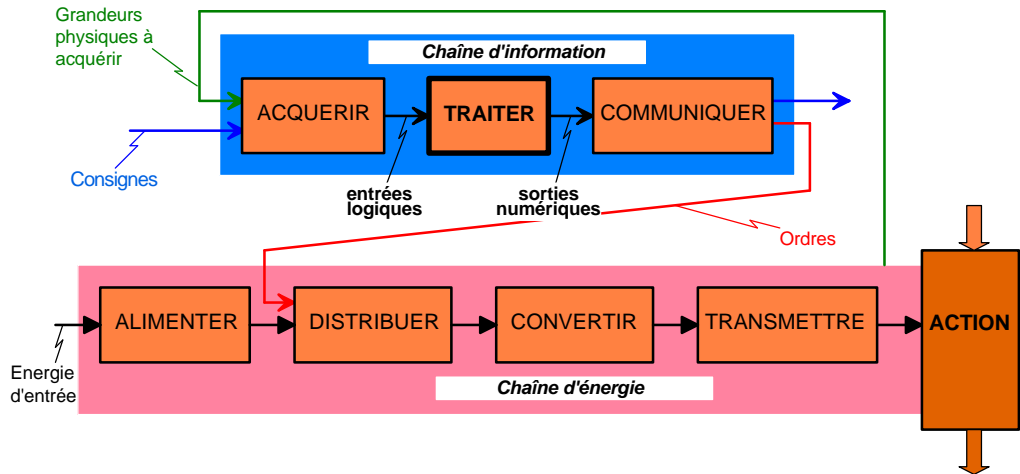 Grandeurs
physiques à
acquérir
Chaîne d'information
ACQUERIR
TRAITER
COMMUNIQUER
Consignes
entrées
logiques
sorties
numériques
Ordres
ALIMENTER
DISTRIBUER
CONVERTIR
TRANSMETTRE
ACTION
Energie
d'entrée
Chaîne d'énergie